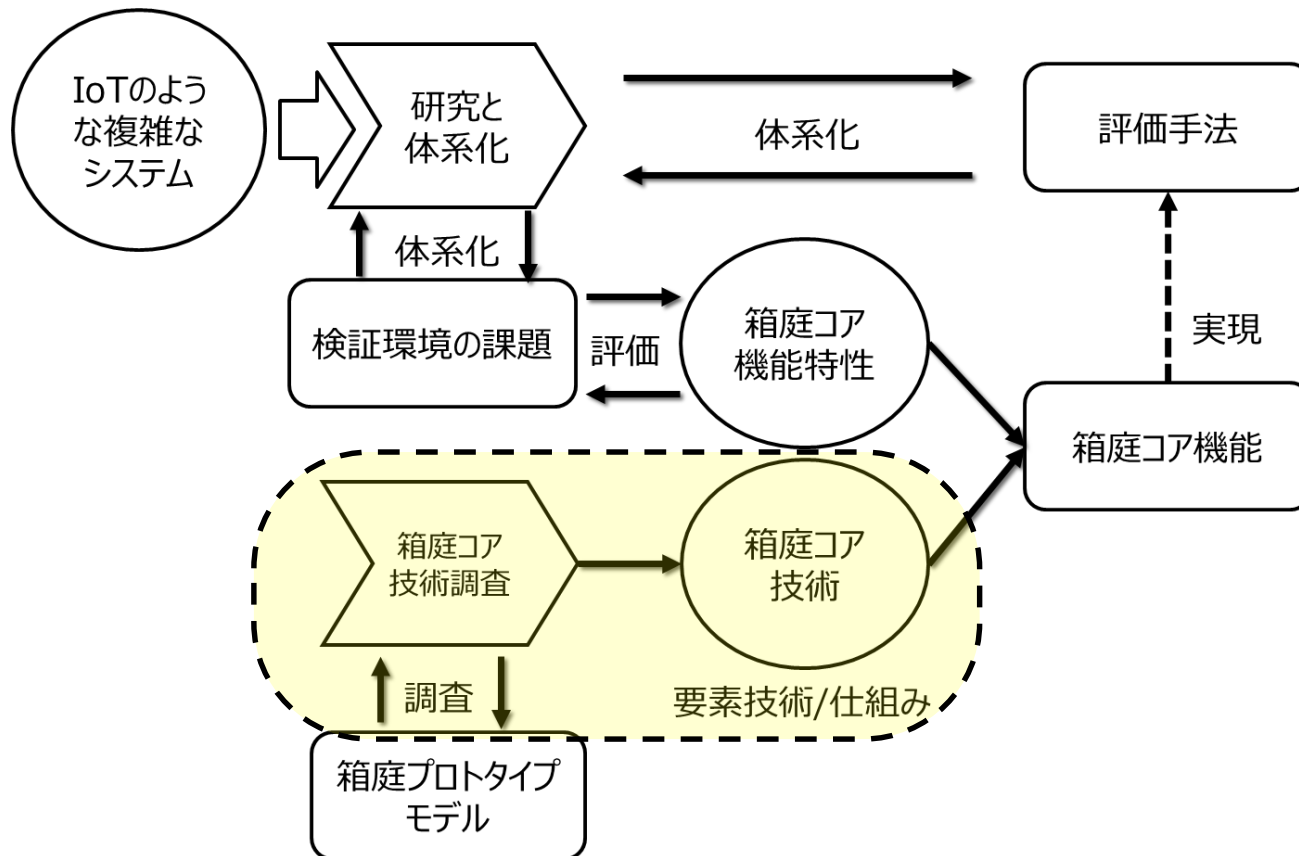 IoTのよう
な複雑な
システム
研究と
体系化
体系化
評価手法
体系化
検証環境の課題
評価
箱庭コア
機能特性
実現
箱庭コア機能
箱庭コア
技術調査
箱庭コア
技術
調査
要素技術/仕組み
箱庭プロトタイプ
モデル